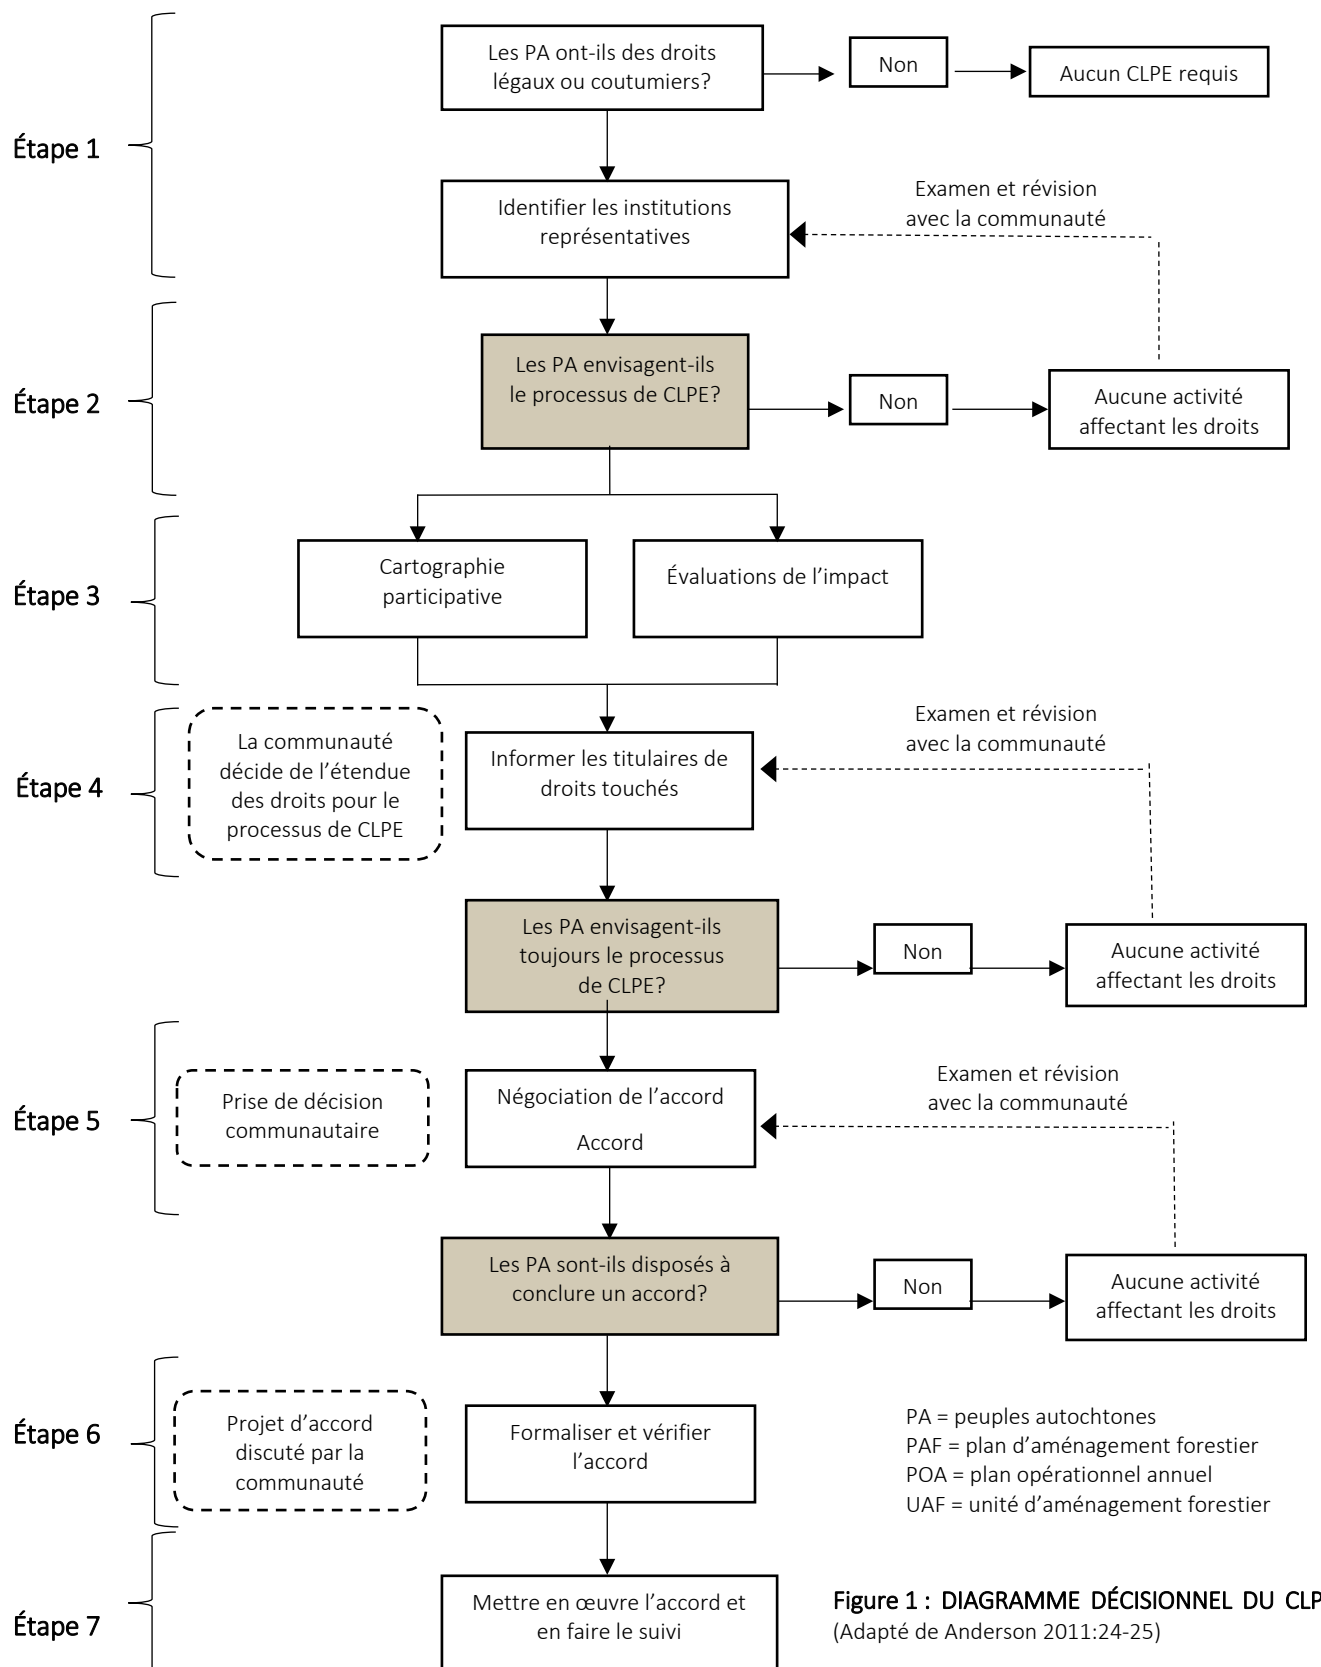 Les PA ont-ils des droits
légaux ou coutumiers?
Non
Aucun CLPE requis
Étape 1
Identifier les institutions
représentatives
Examen et révision
avec la communauté
Étape 2
Les PA envisagent-ils
le processus de CLPE?
Non
Aucune activité
affectant les droits
Étape 3
Cartographie
participative
Évaluations de l'impact
Étape 4
La communauté
décide de l'étendue
des droits pour le
processus de CLPE
Informer les titulaires de
droits touchés
Examen et révision
avec la communauté
Les PA envisagent-ils
toujours le processus
de CLPE?
Non
Aucune activité
affectant les droits
Étape 5
Prise de décision
communautaire
Négociation de l'accord
Accord
Examen et révision
avec la communauté
Les PA sont-ils disposés à
conclure un accord?
Non
Aucune activité
affectant les droits
Étape 6
Projet d'accord
discuté par la
communauté
Formaliser et vérifier
l'accord
PA = peuples autochtones
PAF = plan d'aménagement forestier
POA = plan opérationnel annuel
UAF = unité d'aménagement forestier
Étape 7
Mettre en œuvre l'accord et
en faire le suivi
Figure 1 : DIAGRAMME DÉCISIONNEL DU CLP
(Adapté de Anderson 2011:24-25)